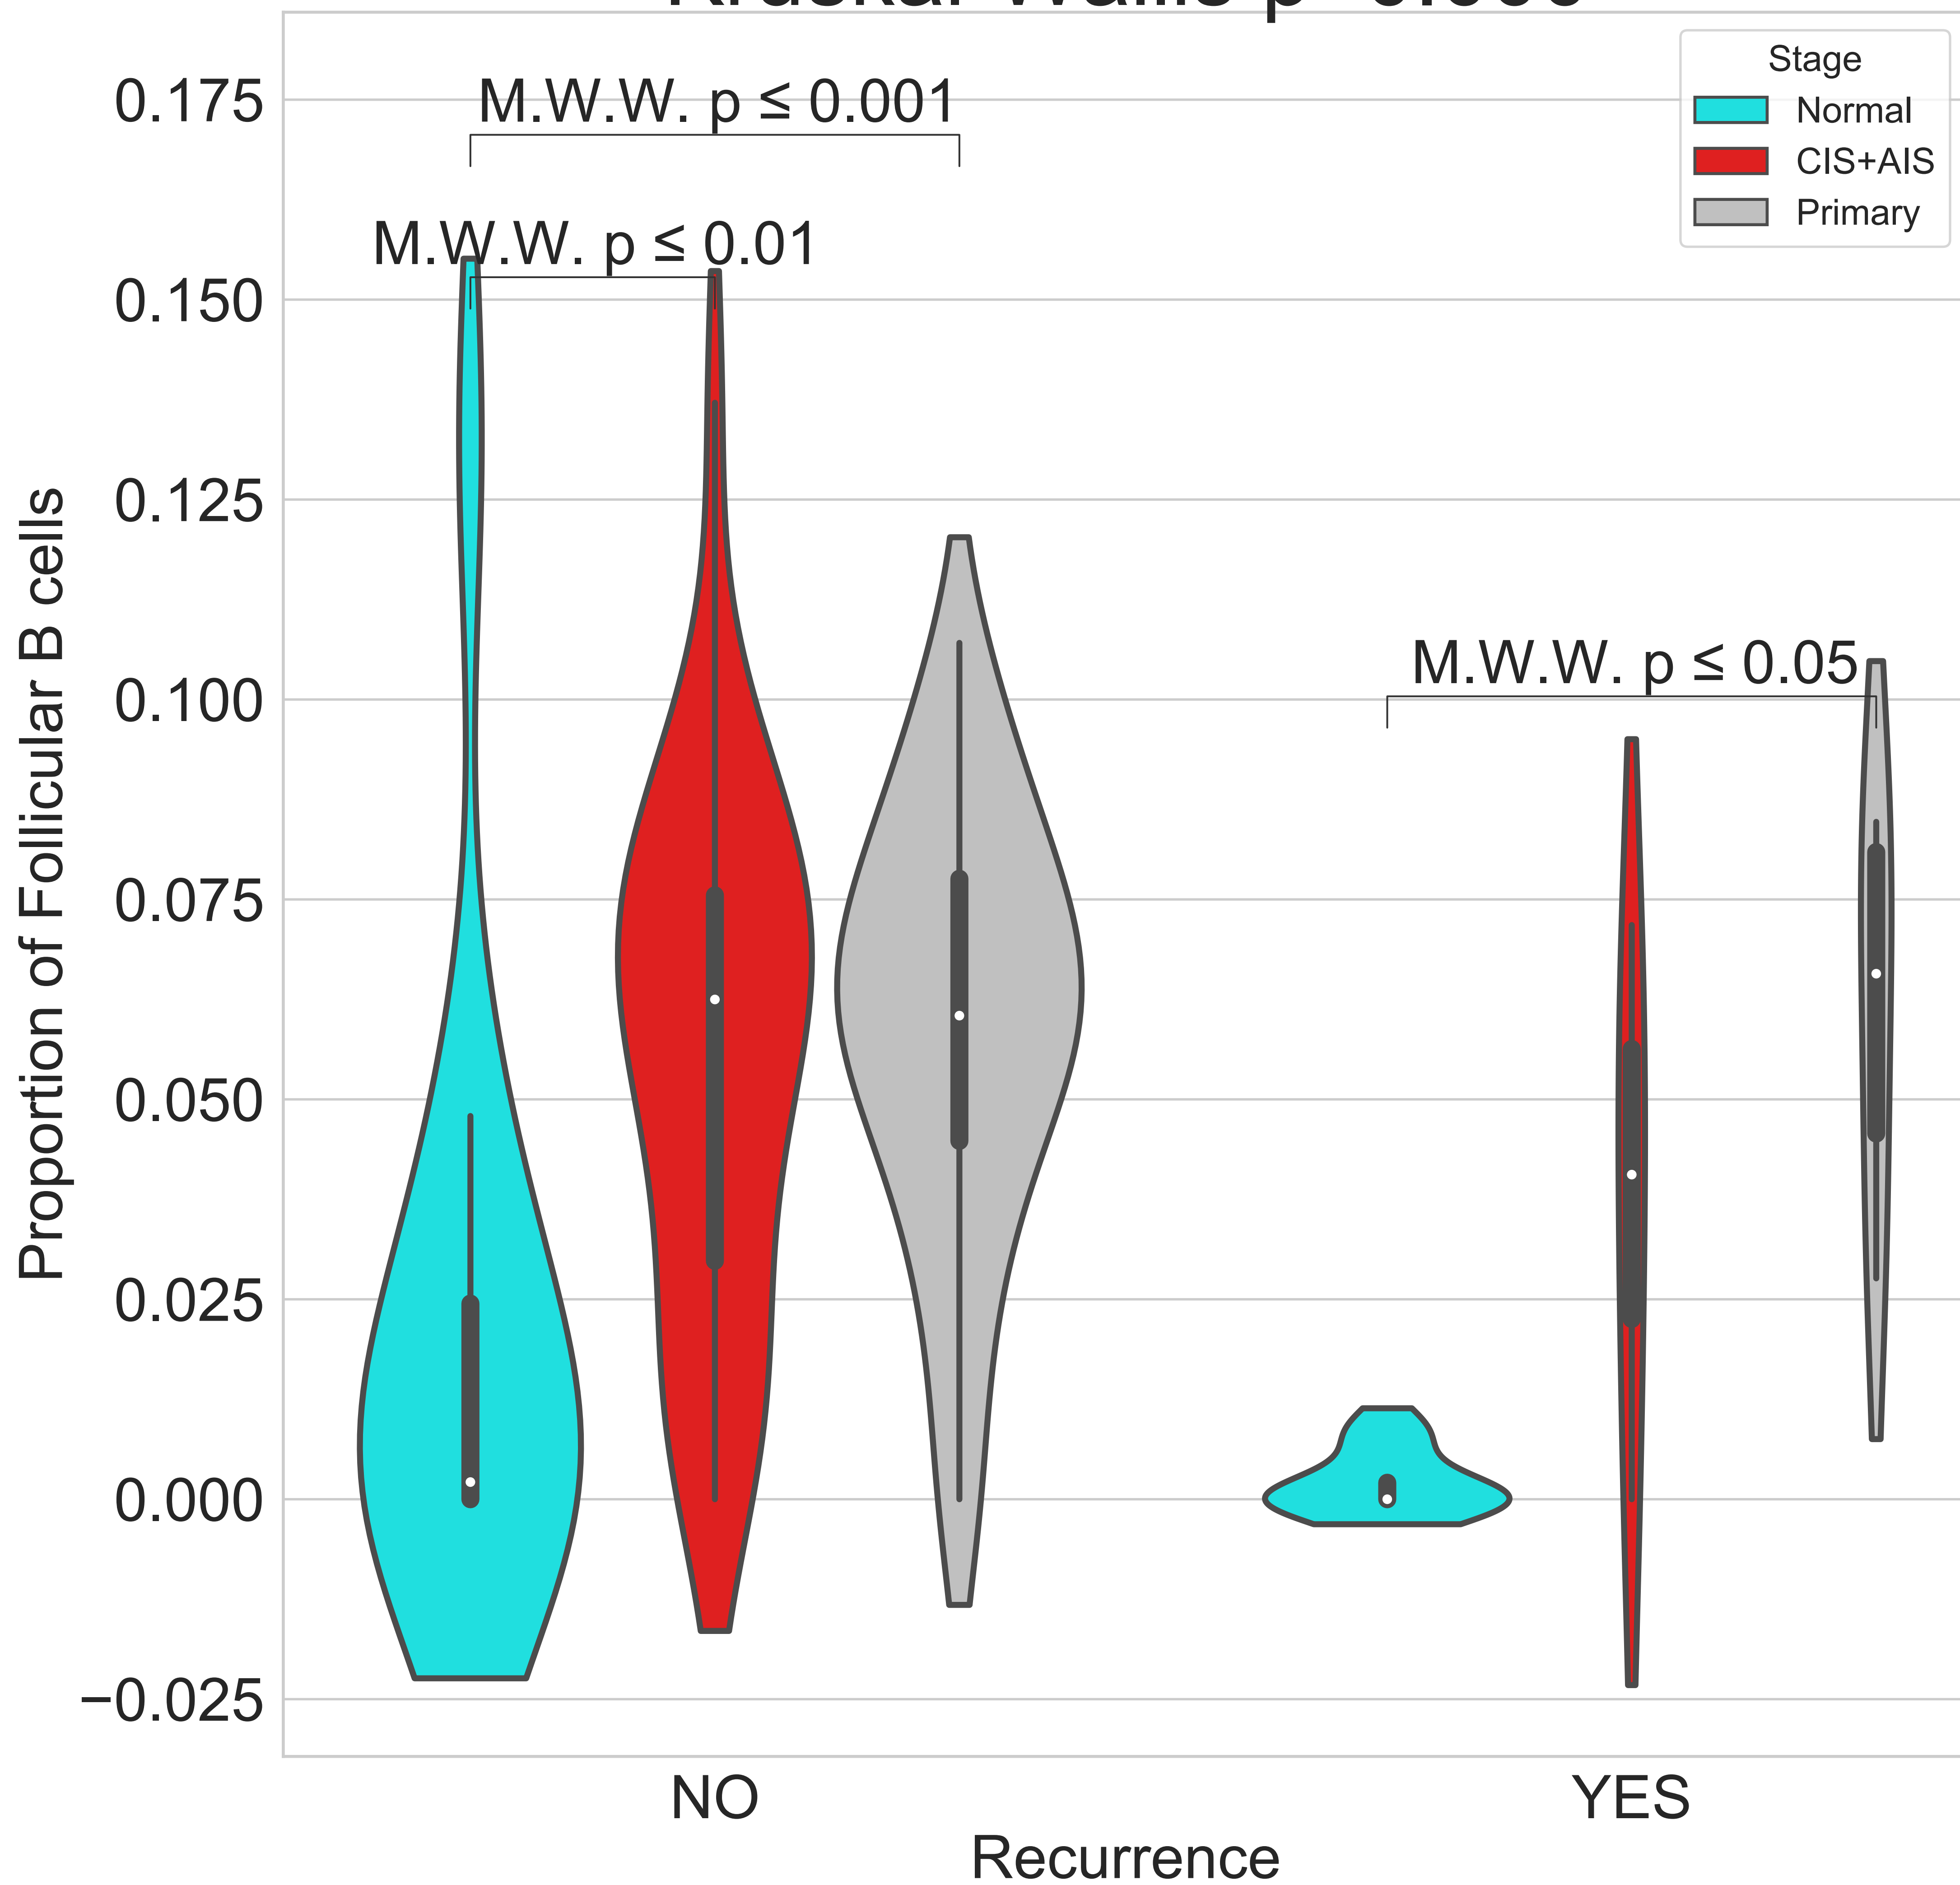 Stage
Normal
CIS+AIS
Primary
M.W.W. p ≤ 0.001
M.W.W. p ≤ 0.01
M.W.W. p ≤ 0.05
0.175
0.150
0.125
0.100
0.075
0.050
0.025
0.000
−0.025
Proportion of Follicular B cells
NO
YES
Recurrence